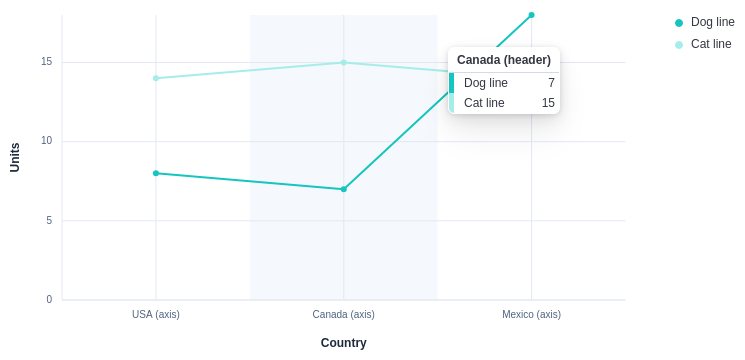 Dog line
Cat line
Canada (header)
Dog line 7
Cat line 15
15
10
5
0
Units
USA (axis)
Canada (axis)
Mexico (axis)
Country